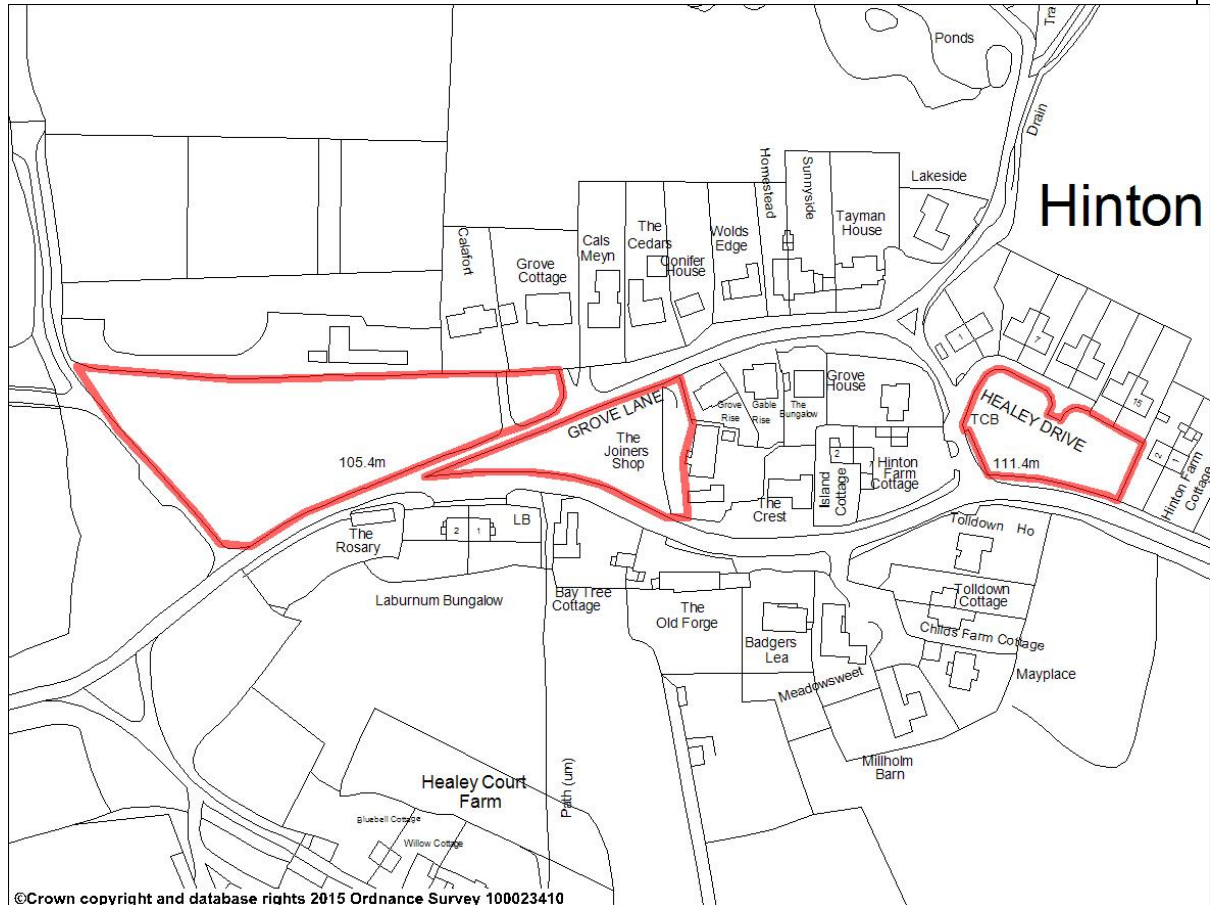 Ponds
Tra
Drain
Hinton
Lakeside
Homestead
Sunnyside
Tayman
House
The
Cedars
Wolds
Edge
Cals
Meyn
Conifer
House
Calafort
Grove
Cottage
1
7
15
2
1
Hinton Farm
Cottage
HEALEY DRIVE
TCB
111.4m
Grove
House
Grove
Rise
Gable
Rise
The
Bungalow
GROVE LANE
The
Joiners
Shop
105.4m
2
Island
Cottage
Hinton
Farm
Cottage
The
Crest
The
Rosary
2
1
LB
Laburnum Bungalow
Bay Tree
Cottage
The
Old Forge
Badgers
Lea
Meadowsweet
Millholm
Barn
Tolldown Ho
Tolldown
Cottage
Childs Farm Cottage
Mayplace
Healey Court
Farm
Bluebell Cottage
Willow Cottage
Path (um)
©Crown copyright and database rights 2015 Ordnance Survey 100023410